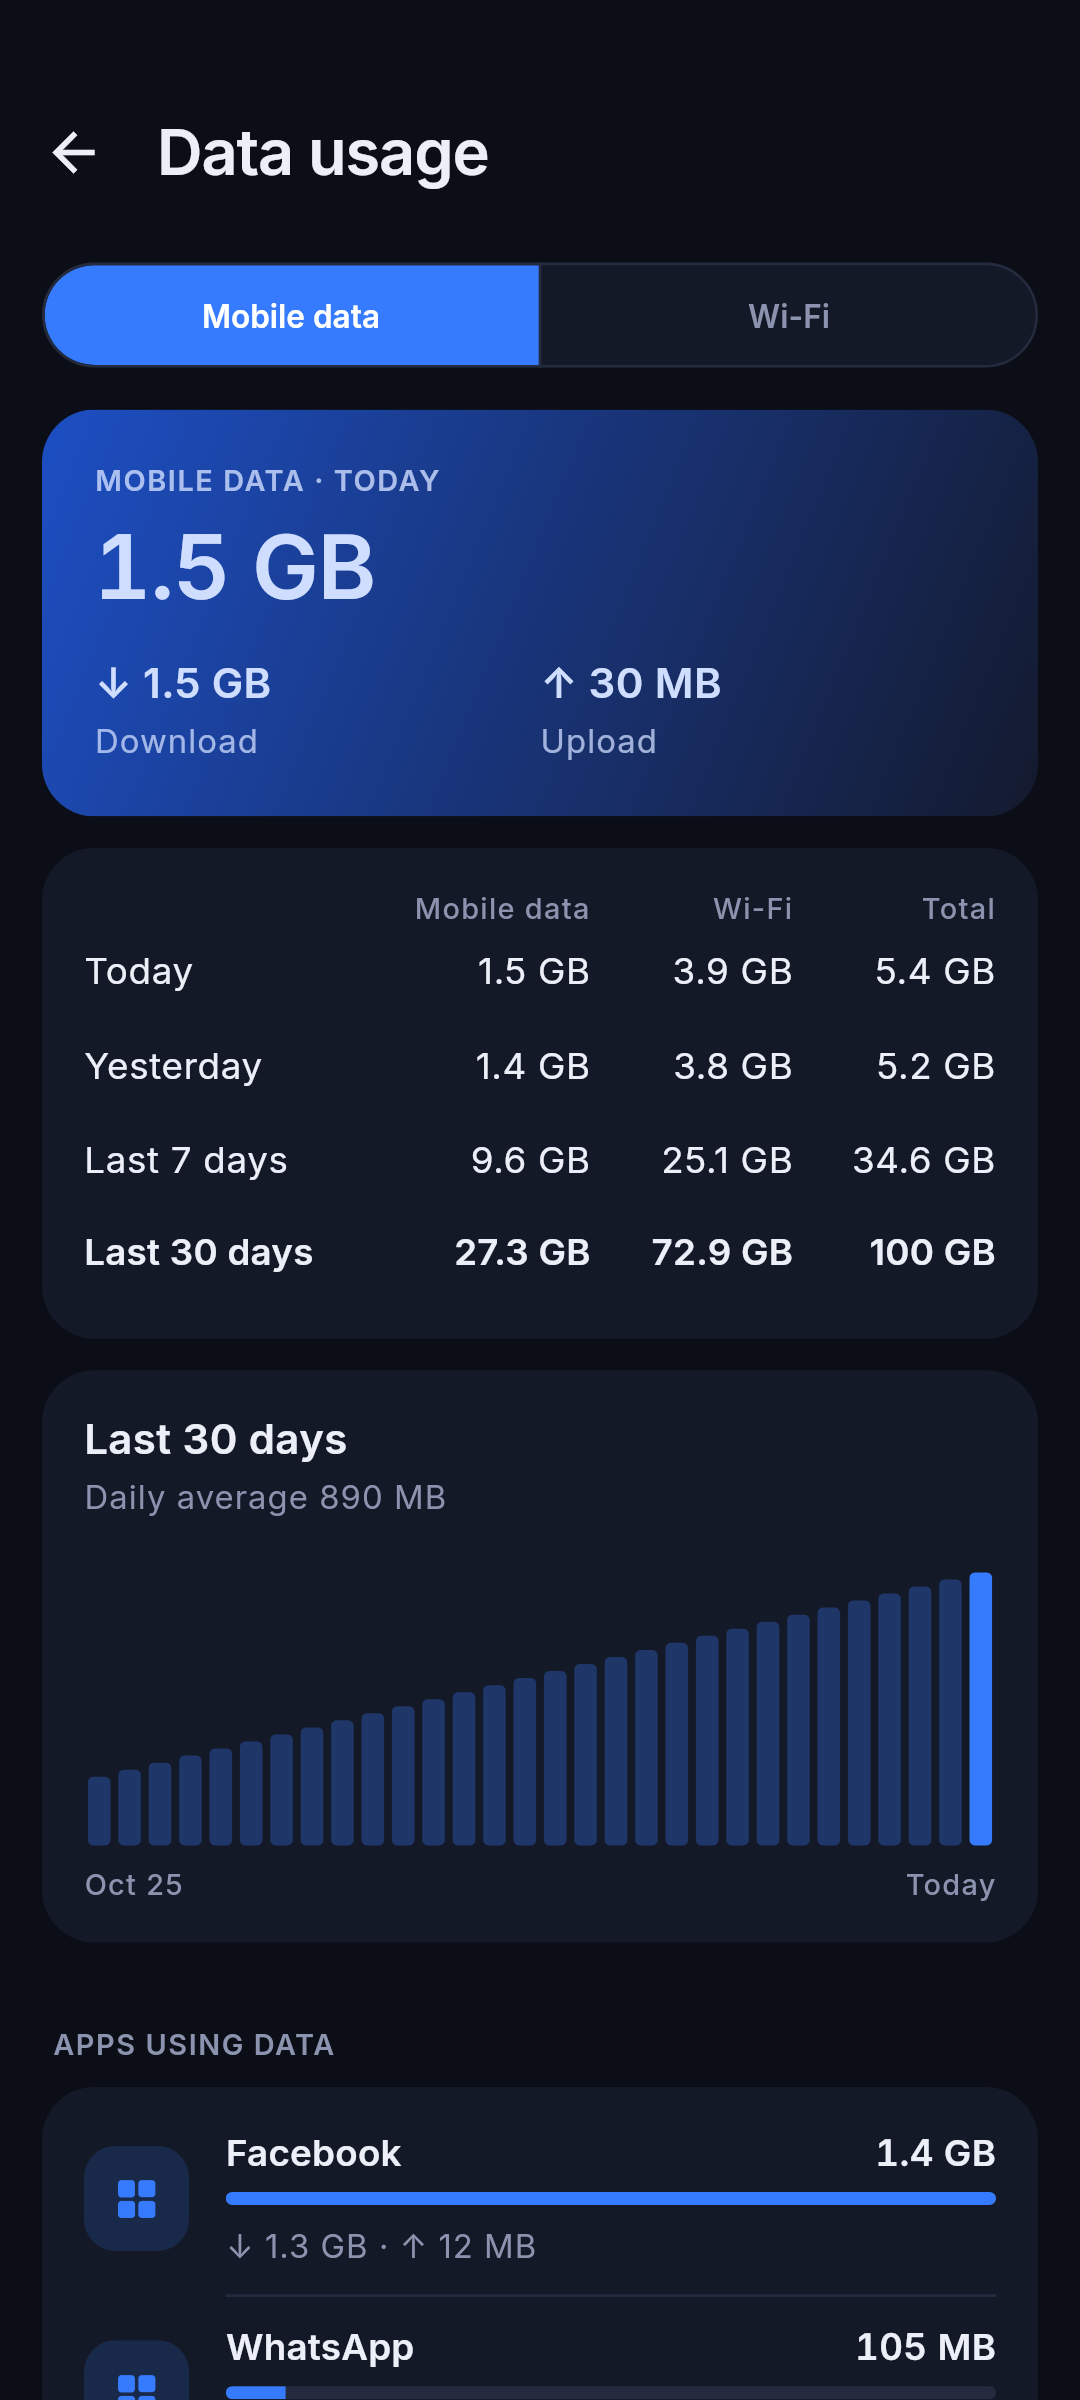 Data usage
Mobile data
Wi-Fi
MOBILE DATA · TODAY
1.5 GB
↓ 1.5 GB ↑ 30 MB
Download Upload
Mobile data Wi-Fi Total
Today 1.5 GB 3.9 GB 5.4 GB
Yesterday 1.4 GB 3.8 GB 5.2 GB
Last 7 days 9.6 GB 25.1 GB 34.6 GB
Last 30 days 27.3 GB 72.9 GB 100 GB
Last 30 days
Daily average 890 MB
Oct 25 Today
APPS USING DATA
Facebook 1.4 GB
↓ 1.3 GB · ↑ 12 MB
WhatsApp 105 MB